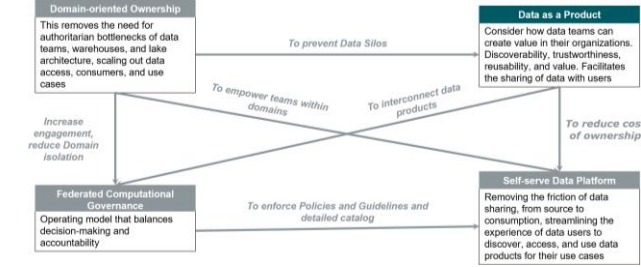 Domain-oriented Ownership
This removes the need for
authoritarian bottlenecks of data
teams, warehouses, and lake
architecture, scaling out data
access, consumers, and use
cases
To prevent Data Silos
Data as a Product
Consider how data teams can
create value in their organizations.
Discoverability, trustworthiness,
reusability, and value. Facilitates
the sharing of data with users
To empower teams within
domains
To interconnect data
products
Increase
engagement,
reduce Domain
isolation
To reduce cos
of ownership
Federated Computational
Governance
Operating model that balances
decision-making and
accountability
To enforce Policies and Guidelines and
detailed catalog
Self-serve Data Platform
Removing the friction of data
sharing, from source to
consumption, streamlining the
experience of data users to
discover, access, and use data
products for their use cases